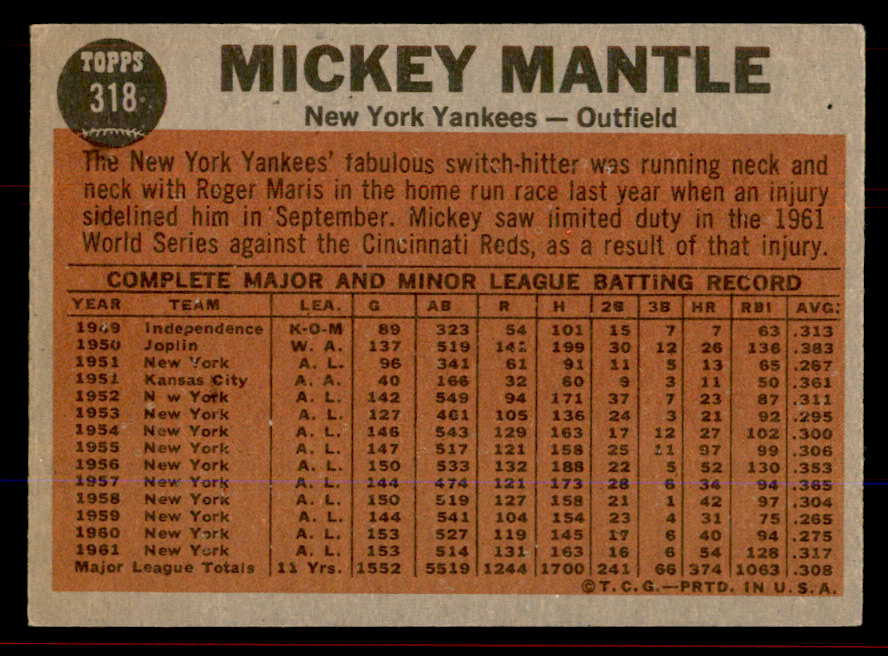 TOPPS
318
MICKEY MANTLE
New York Yankees — Outfield
The New York Yankees' fabulous switch-hitter was running neck and
neck with Roger Maris in the home run race last year when an injury
sidelined him in September. Mickey saw limited duty in the 1961
World Series against the Cincinnati Reds, as a result of that injury.
COMPLETE MAJOR AND MINOR LEAGUE BATTING RECORD
YEAR TEAM LEA. G AB R H 2B 3B HR RBI AVG.
1949 Independence K-O-M 89 323 54 101 15 7 7 63 .313
1950 Joplin W. A. 137 519 141 199 30 12 26 136 .383
1951 New York A. L. 96 341 61 91 11 5 13 65 .267
1951 Kansas City A. A. 40 166 32 60 9 3 11 50 .361
1952 N w York A. L. 142 549 94 171 37 7 23 87 .311
1953 New York A. L. 127 461 105 136 24 3 21 92 .295
1954 New York A. L. 146 543 129 163 17 12 27 102 .300
1955 New York A. L. 147 517 121 158 25 11 37 99 .306
1956 New York A. L. 150 533 132 188 22 5 52 130 .353
1957 New York A. L. 144 474 121 173 28 6 34 94 .365
1958 New York A. L. 150 519 127 158 21 1 42 97 .304
1959 New York A. L. 144 541 104 154 23 4 31 75 .265
1960 New York A. L. 153 527 119 145 17 6 40 94 .275
1961 New York A. L. 153 514 131 163 16 6 54 128 .317
Major League Totals 11 Yrs. 1552 5519 1244 1700 241 66 374 1063 .308
©T.C.G.—PRTD. IN U.S.A.